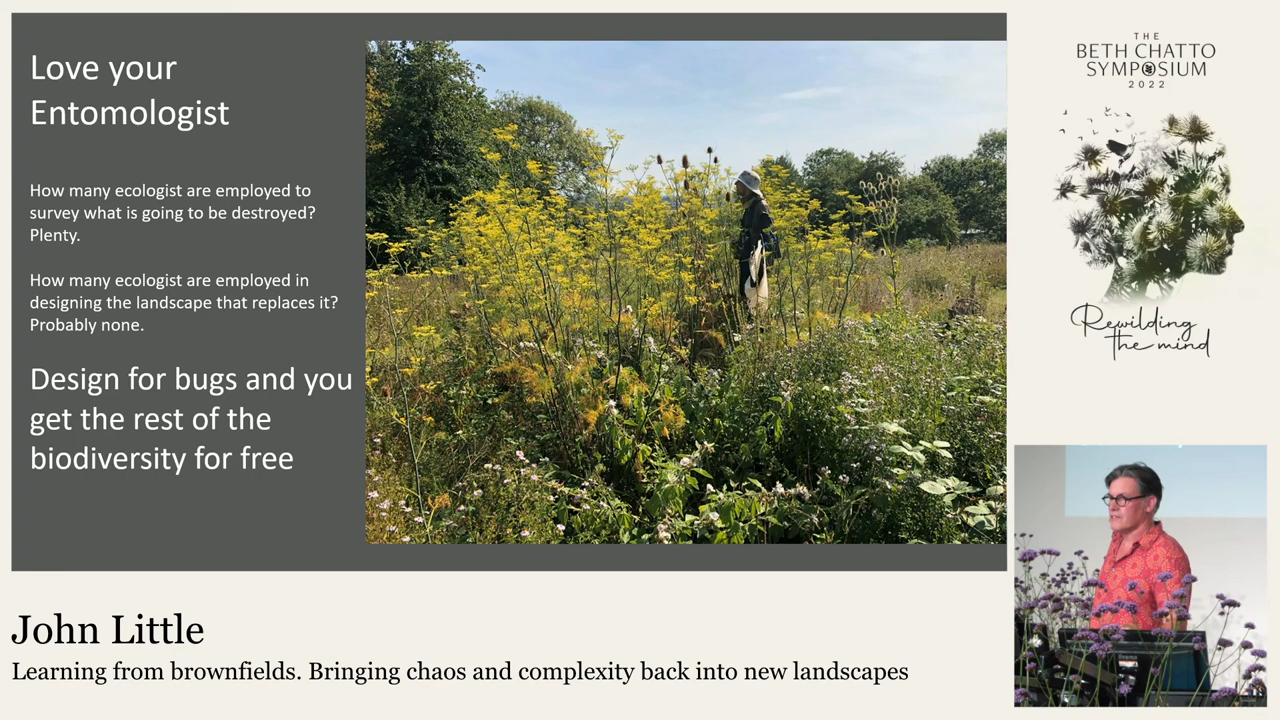 Love your
Entomologist
How many ecologist are employed to
survey what is going to be destroyed?
Plenty.
How many ecologist are employed in
designing the landscape that replaces it?
Probably none.
Design for bugs and you
get the rest of the
biodiversity for free
THE
BETH CHATTO
SYMPOSIUM
2022
Rewilding
the mind
John Little
Learning from brownfields. Bringing chaos and complexity back into new landscapes